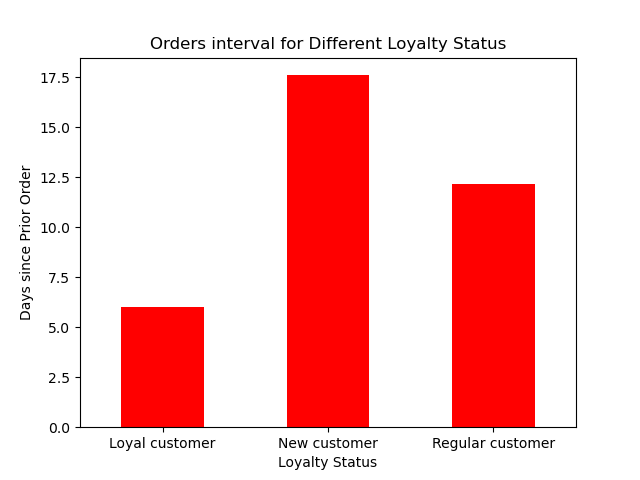 Orders interval for Different Loyalty Status
17.5
15.0
12.5
10.0
7.5
5.0
2.5
0.0
Days since Prior Order
Loyal customer
New customer
Regular customer
Loyalty Status